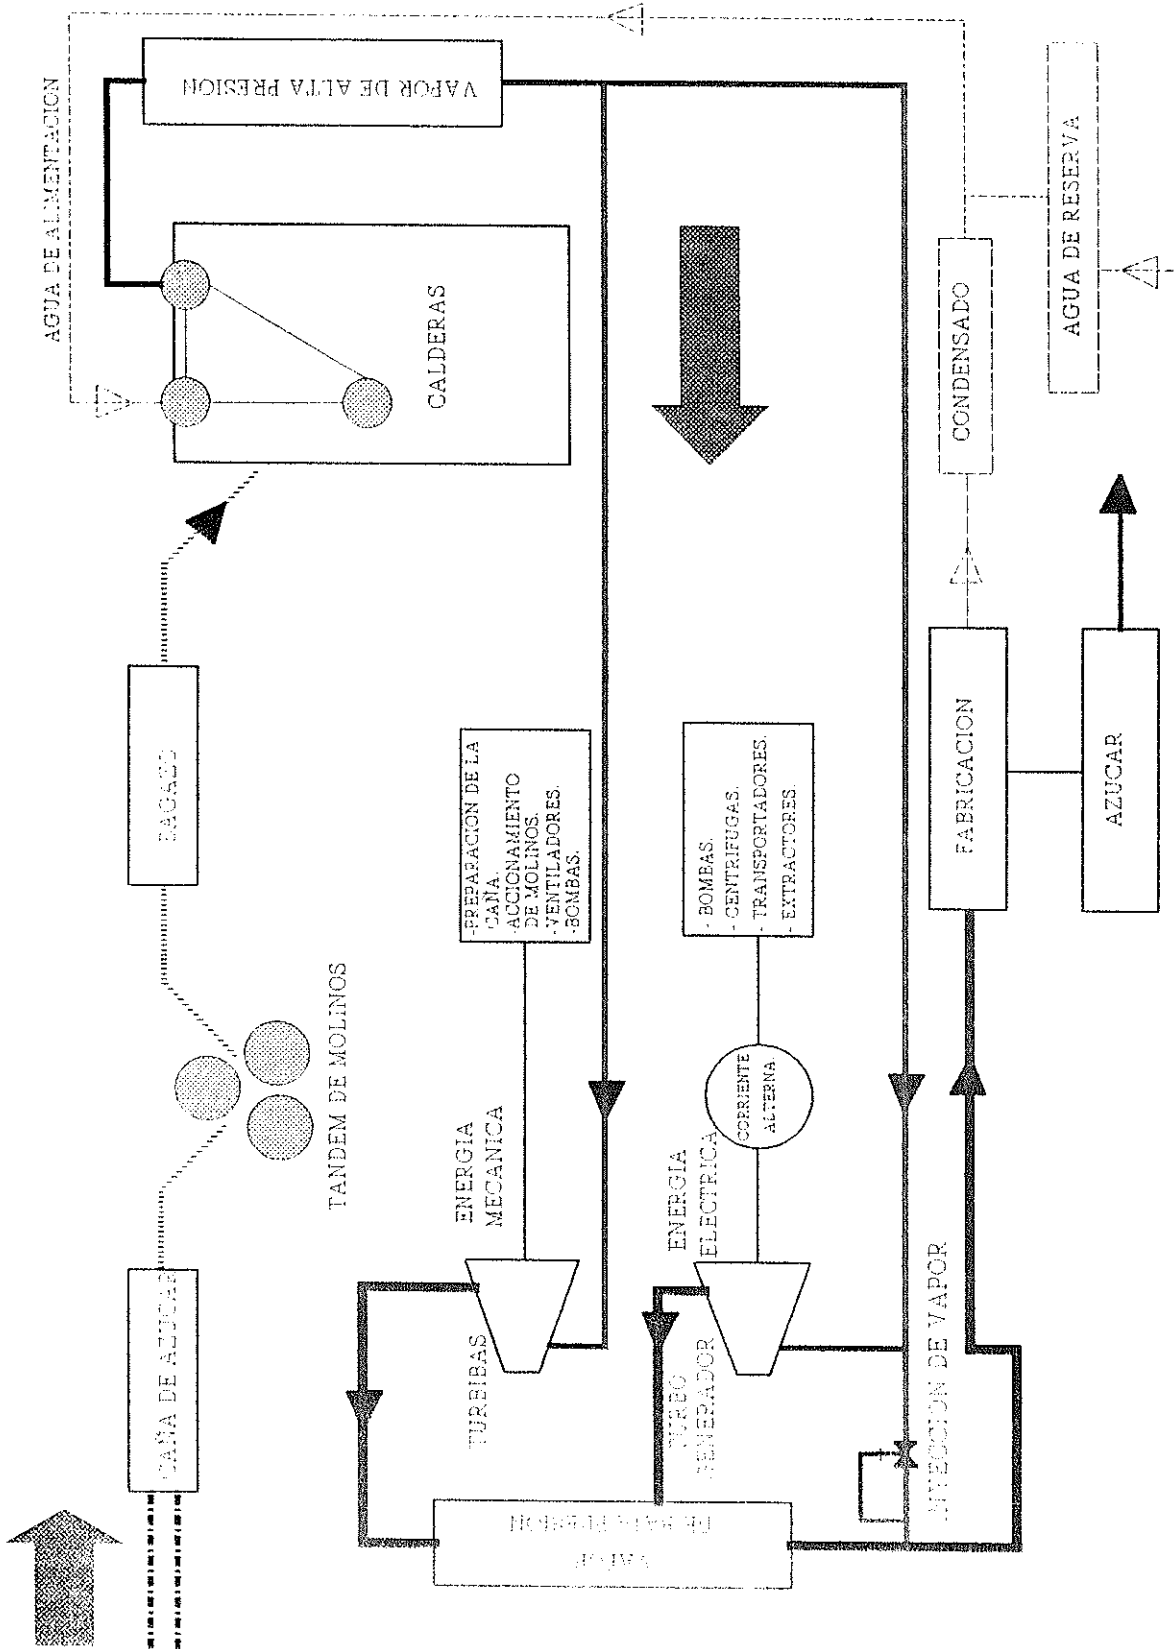 CAÑA DE AZUCAR
TANDEM DE MOLINOS
BAGAZO
AGUA DE ALIMENTACION
CALDERAS
VAPOR DE ALTA PRESION
TURBIBAS
ENERGIA
MECANICA
-PREPARACION DE LA
CAÑA.
-ACCIONAMIENTO
DE MOLINOS.
-VENTILADORES.
-BOMBAS.
VAPOR
DE BAJA PRESION
TURBO
GENERADOR
ENERGIA
ELECTRICA
CORRIENTE
ALTERNA.
- BOMBAS.
- CENTRIFUGAS.
- TRANSPORTADORES.
- EXTRACTORES.
INYECCION DE VAPOR
FABRICACION
CONDENSADO
AZUCAR
AGUA DE RESERVA